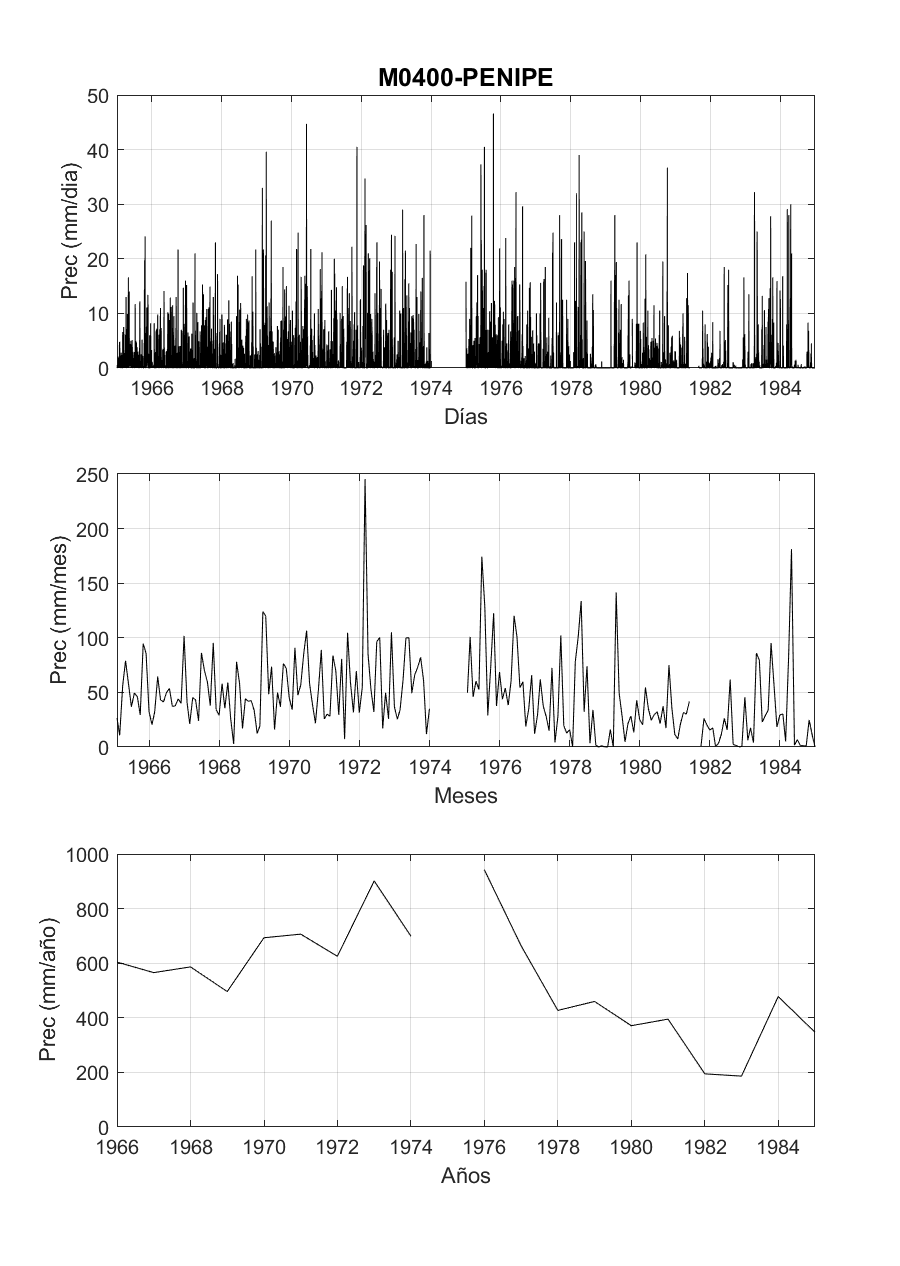 M0400-PENIPE
50
40
30
20
10
0
Prec (mm/dia)
1966 1968 1970 1972 1974 1976 1978 1980 1982 1984
Días
250
200
150
100
50
0
Prec (mm/mes)
1966 1968 1970 1972 1974 1976 1978 1980 1982 1984
Meses
1000
800
600
400
200
0
Prec (mm/año)
1966 1968 1970 1972 1974 1976 1978 1980 1982 1984
Años